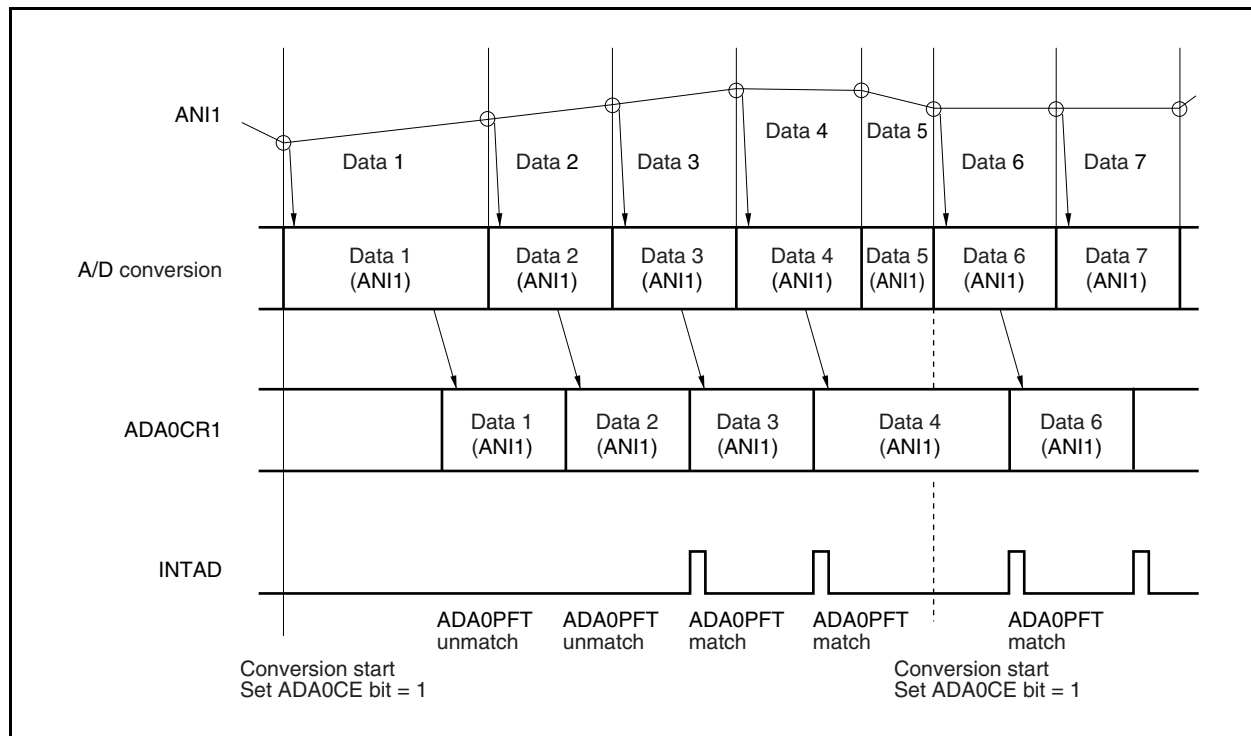 ANI1
Data 1
Data 2
Data 3
Data 4
Data 5
Data 6
Data 7
A/D conversion
Data 1
(ANI1)
Data 2
(ANI1)
Data 3
(ANI1)
Data 4
(ANI1)
Data 5
(ANI1)
Data 6
(ANI1)
Data 7
(ANI1)
ADA0CR1
Data 1
(ANI1)
Data 2
(ANI1)
Data 3
(ANI1)
Data 4
(ANI1)
Data 6
(ANI1)
INTAD
ADA0PFT
unmatch
ADA0PFT
unmatch
ADA0PFT
match
ADA0PFT
match
ADA0PFT
match
Conversion start
Set ADA0CE bit = 1
Conversion start
Set ADA0CE bit = 1